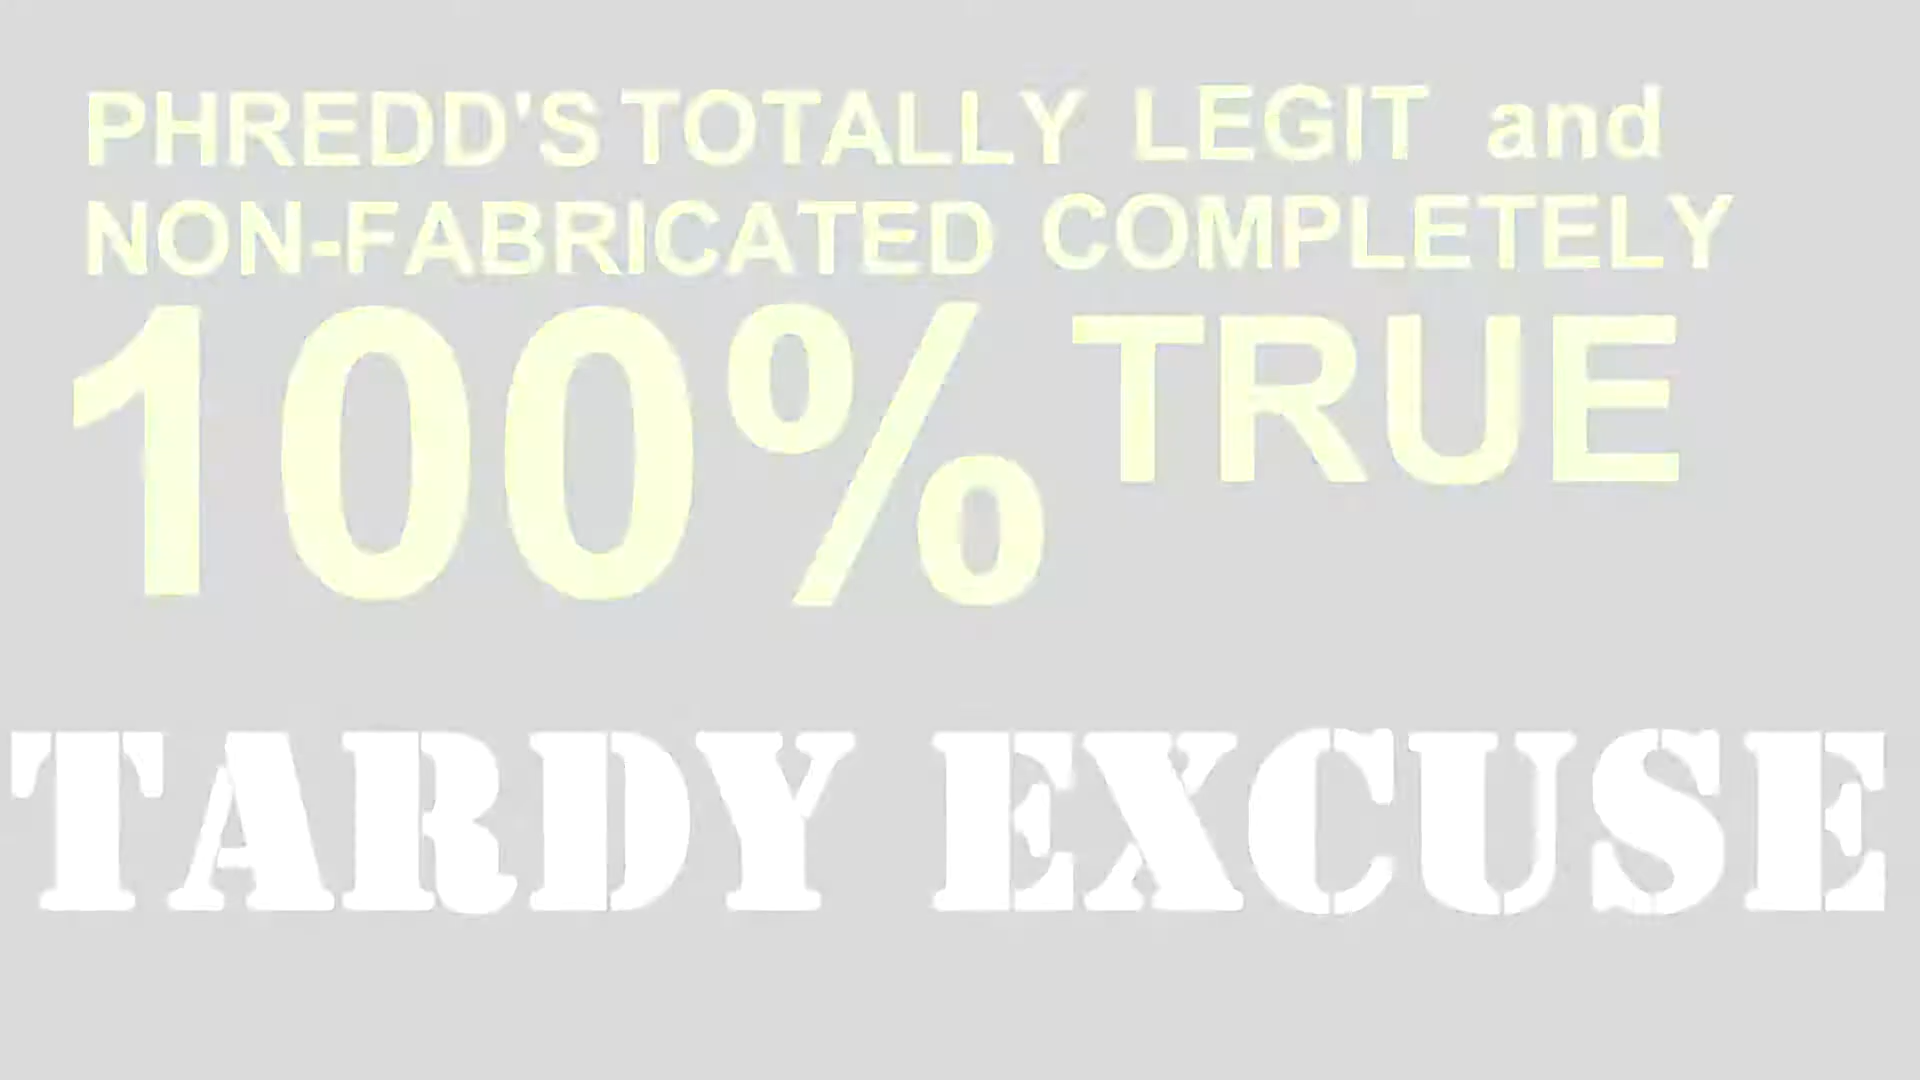 PHREDD'S TOTALLY LEGIT and
NON-FABRICATED COMPLETELY
100% TRUE
TARDY EXCUSE